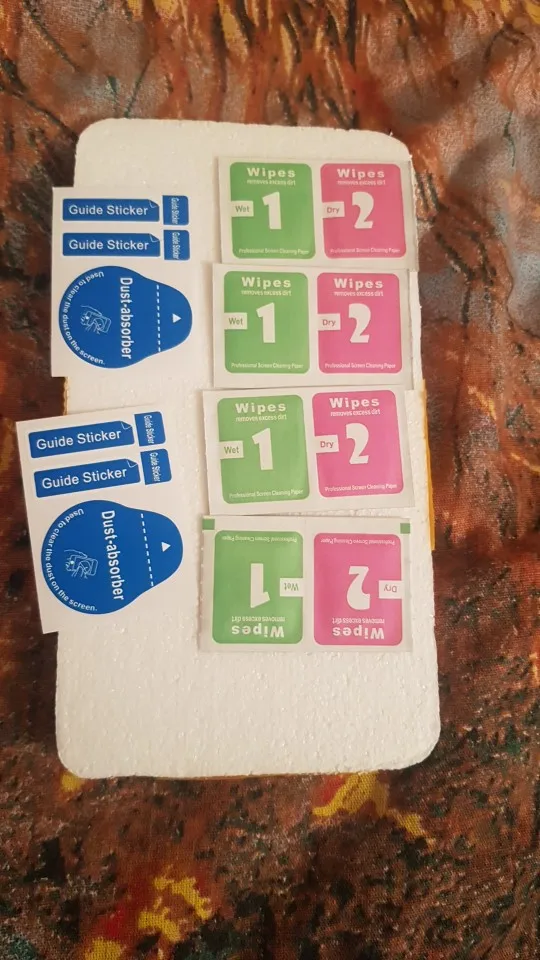 Guide Sticker
Guide Sticker
Guide Sticker
Guide Sticker
Dust-absorber
Used to clear the dust on the screen.
Wipes
removes excess dirt
Wet
1
Professional Screen Cleaning Paper
Wipes
removes excess dirt
Dry
2
Professional Screen Cleaning Paper
Wipes
removes excess dirt
Wet
1
Professional Screen Cleaning Paper
Wipes
removes excess dirt
Dry
2
Professional Screen Cleaning Paper
Guide Sticker
Guide Sticker
Guide Sticker
Guide Sticker
Dust-absorber
Used to clear the dust on the screen.
Wipes
removes excess dirt
Wet
1
Professional Screen Cleaning Paper
Wipes
removes excess dirt
Dry
2
Professional Screen Cleaning Paper
Wipes
removes excess dirt
Wet
1
Professional Screen Cleaning Paper
Wipes
removes excess dirt
Dry
2
Professional Screen Cleaning Paper